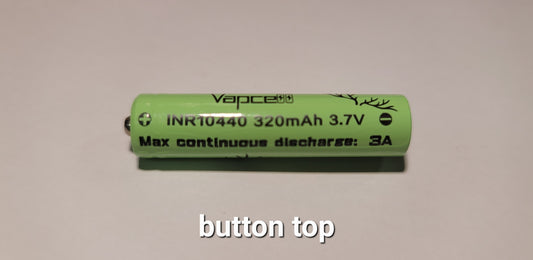 Vapcell
INR10440 320mAh 3.7V
Max continuous discharge: 3A
button top